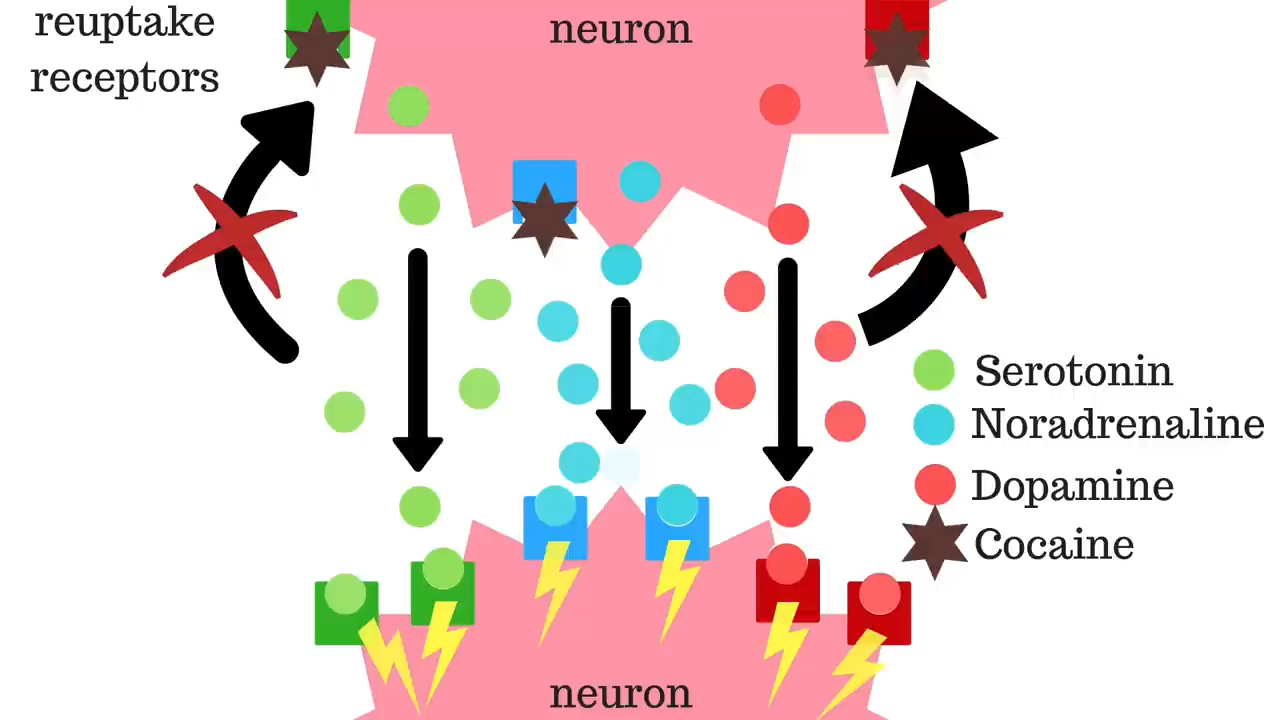 reuptake
receptors
neuron
Serotonin
Noradrenaline
Dopamine
Cocaine
neuron